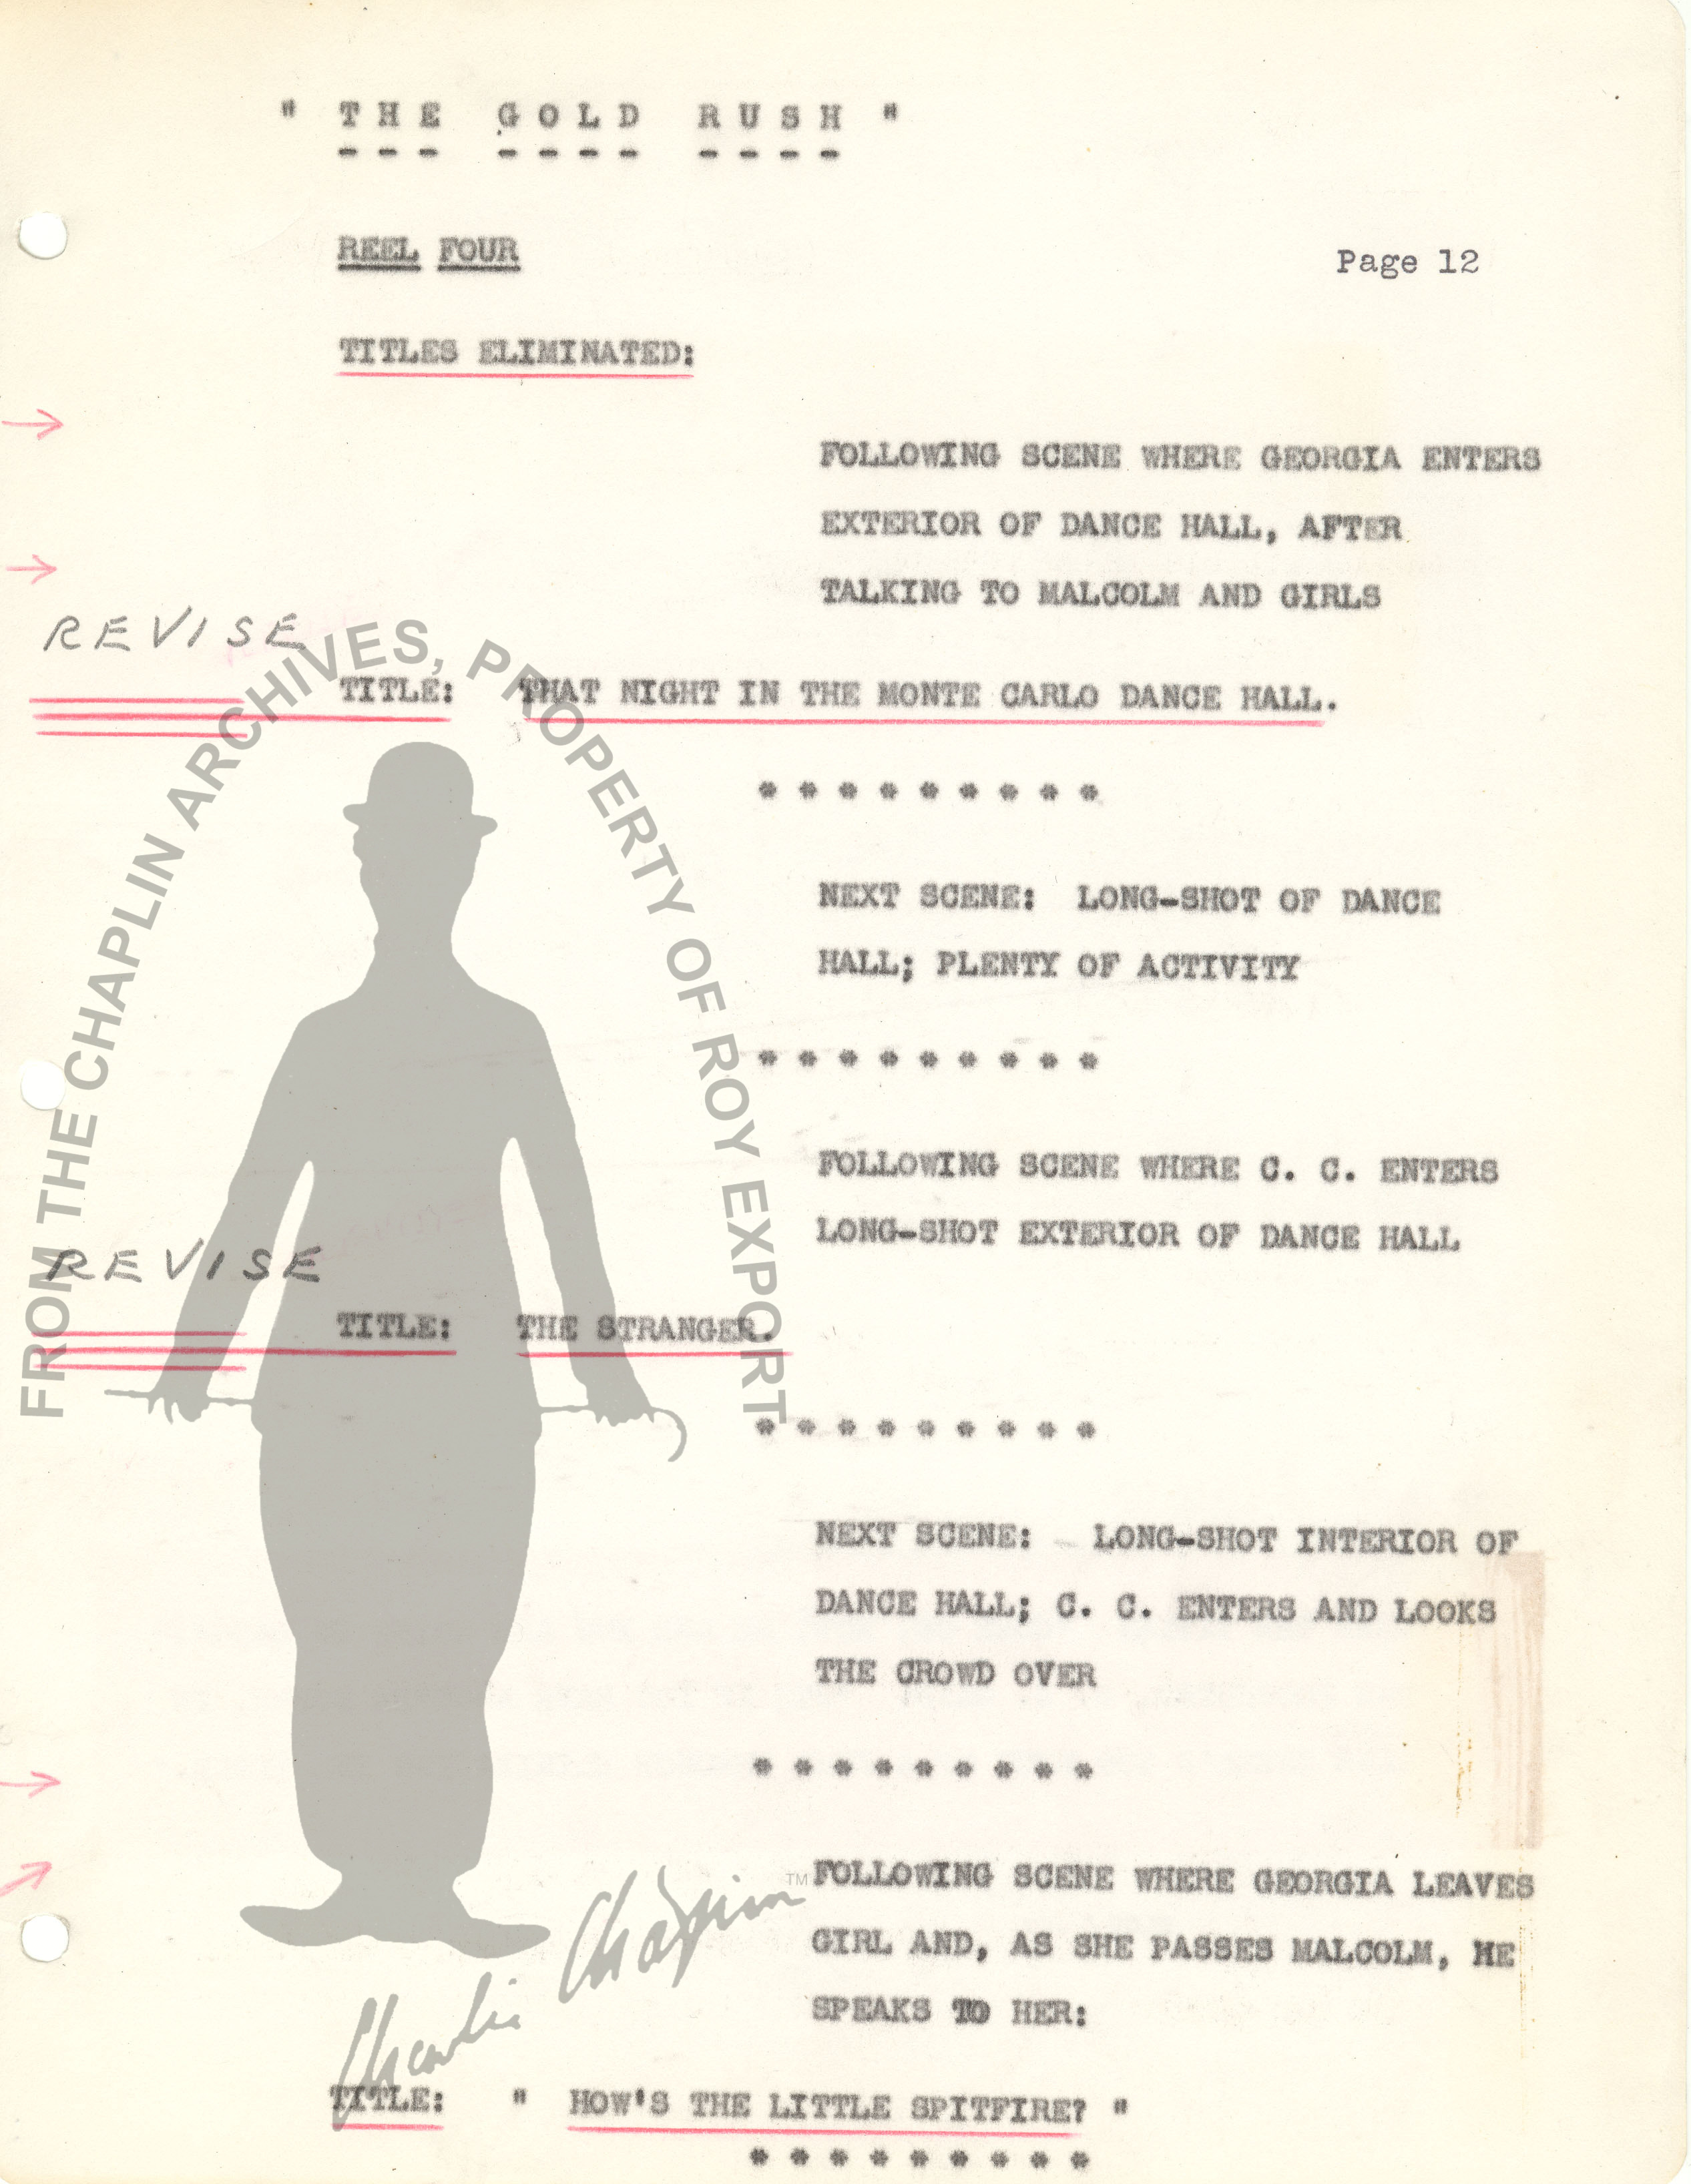 " T H E   G O L D   R U S H "
--- ---- ----
REEL FOUR
Page 12
TITLES ELIMINATED:
FOLLOWING SCENE WHERE GEORGIA ENTERS
EXTERIOR OF DANCE HALL, AFTER
TALKING TO MALCOLM AND GIRLS
REVISE
TITLE: THAT NIGHT IN THE MONTE CARLO DANCE HALL.
* * * * * * * * *
NEXT SCENE: LONG-SHOT OF DANCE
HALL; PLENTY OF ACTIVITY
* * * * * * * * *
FOLLOWING SCENE WHERE C. C. ENTERS
LONG-SHOT EXTERIOR OF DANCE HALL
REVISE
TITLE: THE STRANGER.
* * * * * * * * *
NEXT SCENE: LONG-SHOT INTERIOR OF
DANCE HALL; C. C. ENTERS AND LOOKS
THE CROWD OVER
* * * * * * * * *
FOLLOWING SCENE WHERE GEORGIA LEAVES
GIRL AND, AS SHE PASSES MALCOLM, HE
SPEAKS TO HER:
TITLE: " HOW'S THE LITTLE SPITFIRE? "
* * * * * * * * *
FROM THE CHAPLIN ARCHIVES, PROPERTY OF ROY EXPORT
Charlie Chaplin TM